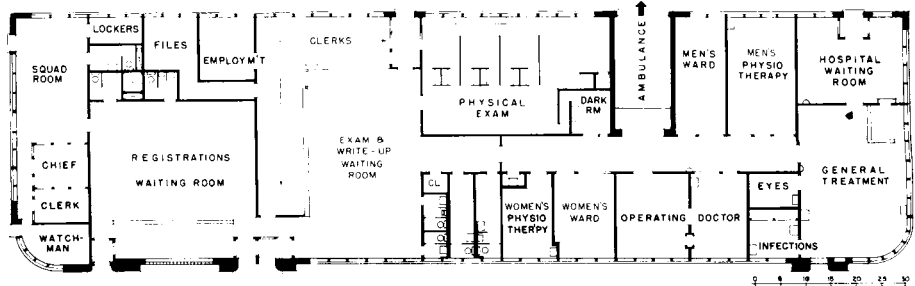 LOCKERS
FILES
EMPLOYM'T
CLERKS
SQUAD
ROOM
PHYSICAL
EXAM
DARK
RM
AMBULANCE
MEN'S
WARD
MEN'S
PHYSIO
THERAPY
HOSPITAL
WAITING
ROOM
CHIEF
CLERK
WATCH-
MAN
REGISTRATIONS
WAITING ROOM
EXAM &
WRITE-UP
WAITING
ROOM
CL
WOMEN'S
PHYSIO
THERPY
WOMEN'S
WARD
OPERATING
DOCTOR
EYES
INFECTIONS
GENERAL
TREATMENT
0 5 10 15 20 25 30